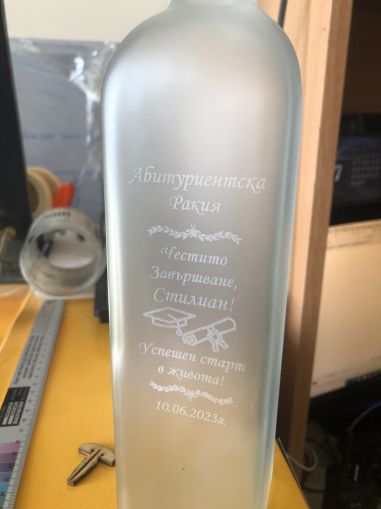 Абитуриентска
Ракия
Честито
Завършване,
Стилиан!
Успешен старт
в живота!
10.06.2023г.